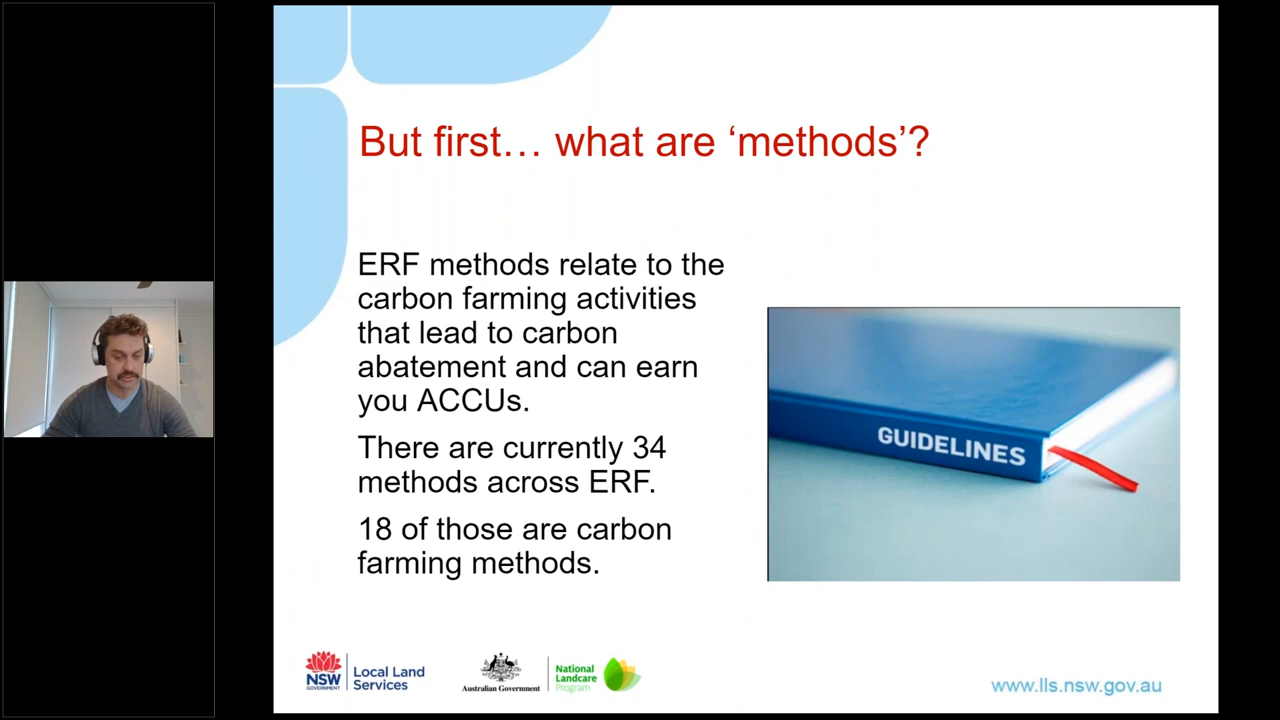 But first… what are ‘methods’?
ERF methods relate to the
carbon farming activities
that lead to carbon
abatement and can earn
you ACCUs.
There are currently 34
methods across ERF.
18 of those are carbon
farming methods.
GUIDELINES
NSW
GOVERNMENT
Local Land
Services
Australian Government
National
Landcare
Program
www.lls.nsw.gov.au